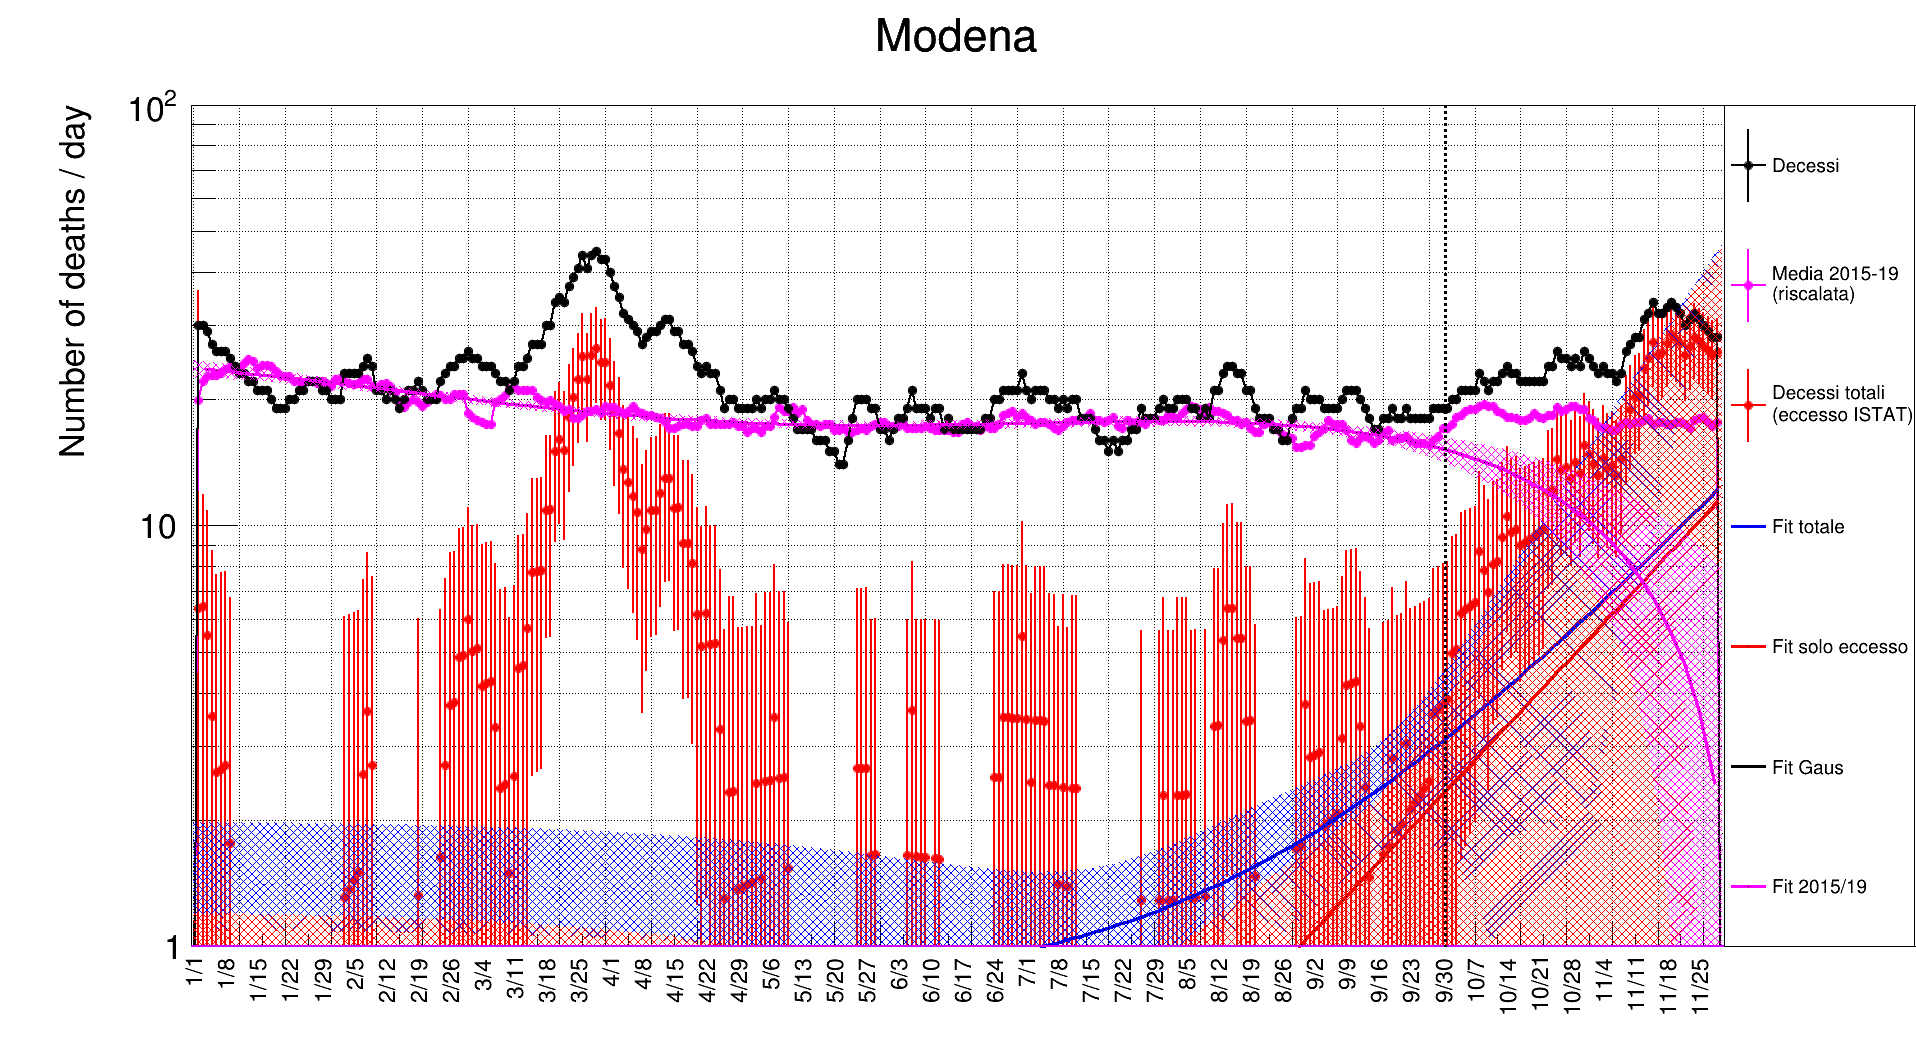 Modena
Number of deaths / day
10²
10
1
1/1 1/8 1/15 1/22 1/29 2/5 2/12 2/19 2/26 3/4 3/11 3/18 3/25 4/1 4/8 4/15 4/22 4/29 5/6 5/13 5/20 5/27 6/3 6/10 6/17 6/24 7/1 7/8 7/15 7/22 7/29 8/5 8/12 8/19 8/26 9/2 9/9 9/16 9/23 9/30 10/7 10/14 10/21 10/28 11/4 11/11 11/18 11/25
Decessi
Media 2015-19
(riscalata)
Decessi totali
(eccesso ISTAT)
Fit totale
Fit solo eccesso
Fit Gaus
Fit 2015/19